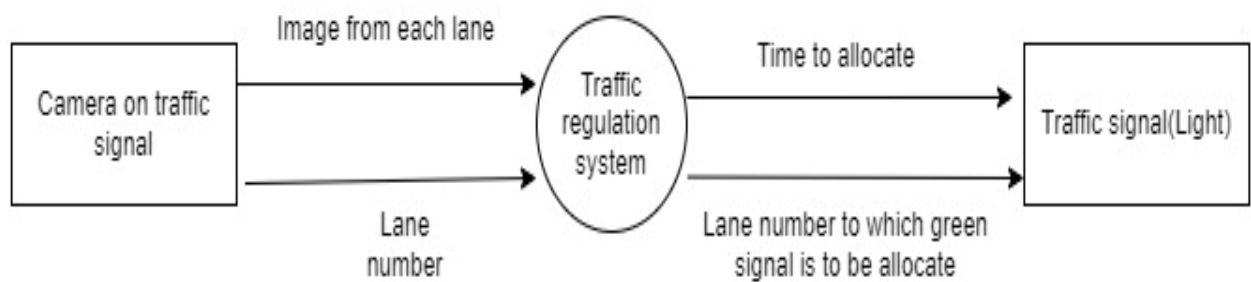 Camera on traffic
signal
Image from each lane
Lane
number
Traffic
regulation
system
Time to allocate
Lane number to which green
signal is to be allocate
Traffic signal(Light)